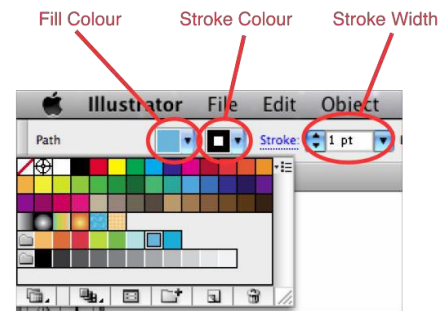 Fill Colour Stroke Colour Stroke Width
Illustrator File Edit Object
Path Stroke: 1 pt